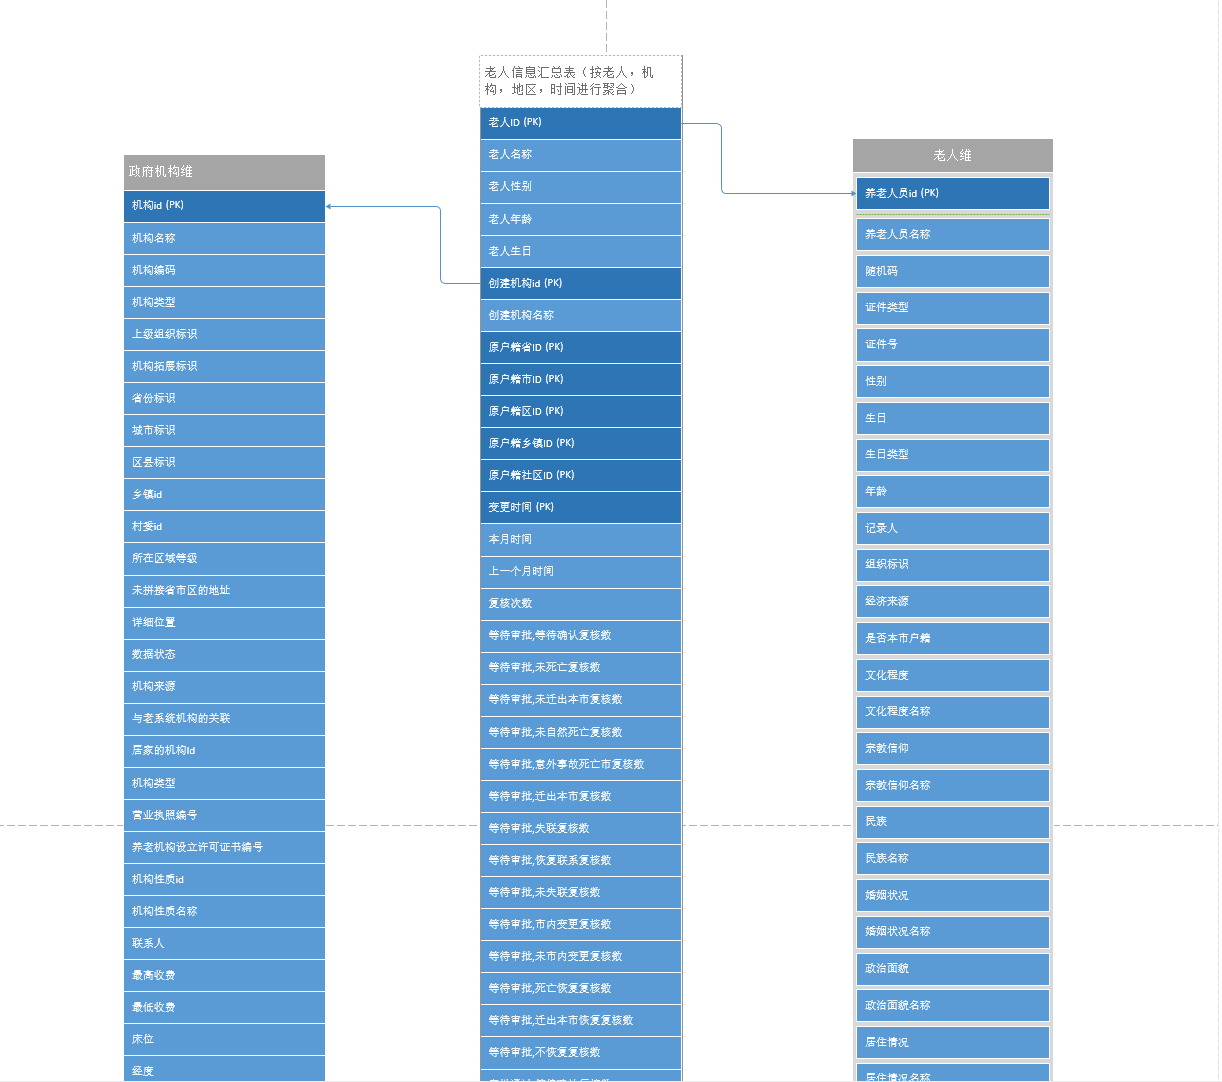 政府机构维
机构id (PK)
机构名称
机构编码
机构类型
上级组织标识
机构拓展标识
省份标识
城市标识
区县标识
乡镇id
村委id
所在区域等级
未拼接省市区的地址
详细位置
数据状态
机构来源
与老系统机构的关联
居家的机构Id
机构类型
营业执照编号
养老机构设立许可证书编号
机构性质id
机构性质名称
联系人
最高收费
最低收费
床位
经度
老人信息汇总表（按老人，机
构，地区，时间进行聚合）
老人ID (PK)
老人名称
老人性别
老人年龄
老人生日
创建机构id (PK)
创建机构名称
原户籍省ID (PK)
原户籍市ID (PK)
原户籍区ID (PK)
原户籍乡镇ID (PK)
原户籍社区ID (PK)
变更时间 (PK)
本月时间
上一个月时间
复核次数
等待审批,等待确认复核数
等待审批,未死亡复核数
等待审批,未迁出本市复核数
等待审批,未自然死亡复核数
等待审批,意外事故死亡市复核数
等待审批,迁出本市复核数
等待审批,失联复核数
等待审批,恢复联系复核数
等待审批,未失联复核数
等待审批,市内变更复核数
等待审批,未市内变更复核数
等待审批,死亡恢复复核数
等待审批,迁出本市恢复复核数
等待审批,不恢复复核数
老人维
养老人员id (PK)
养老人员名称
随机码
证件类型
证件号
性别
生日
生日类型
年龄
记录人
组织标识
经济来源
是否本市户籍
文化程度
文化程度名称
宗教信仰
宗教信仰名称
民族
民族名称
婚姻状况
婚姻状况名称
政治面貌
政治面貌名称
居住情况
居住情况名称